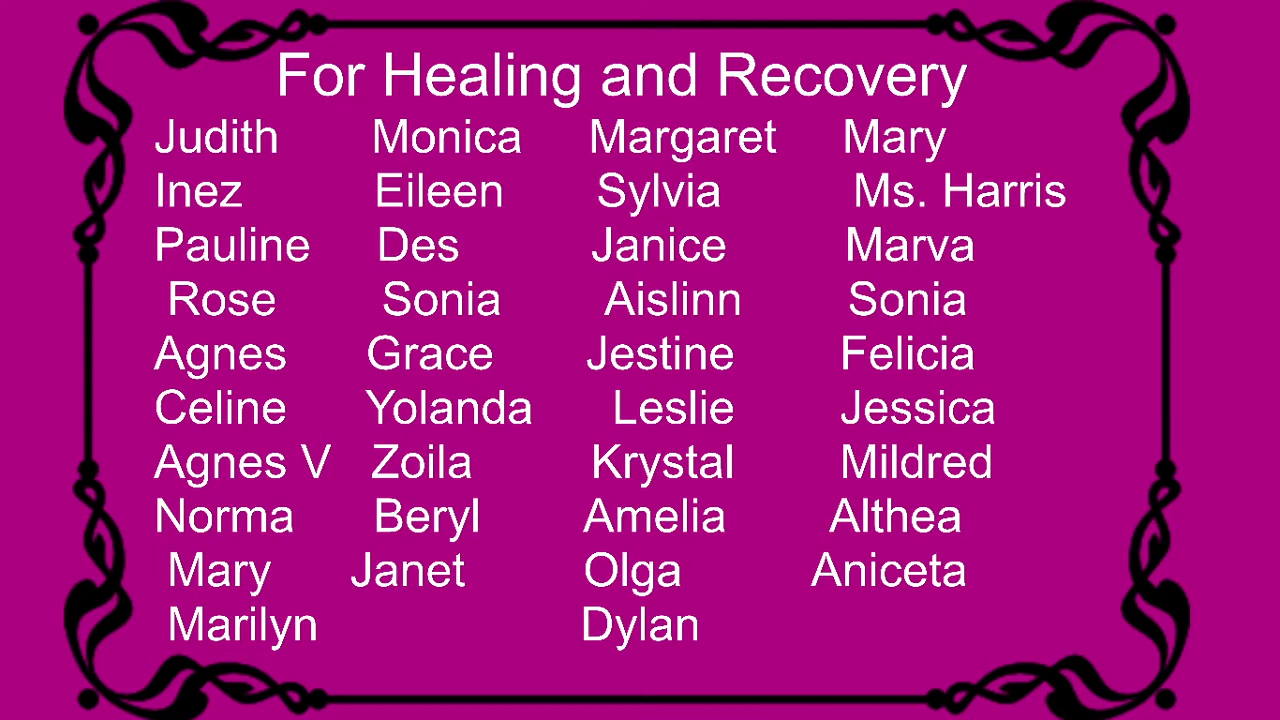 For Healing and Recovery
Judith Monica Margaret Mary
Inez Eileen Sylvia Ms. Harris
Pauline Des Janice Marva
Rose Sonia Aislinn Sonia
Agnes Grace Jestine Felicia
Celine Yolanda Leslie Jessica
Agnes V Zoila Krystal Mildred
Norma Beryl Amelia Althea
Mary Janet Olga Aniceta
Marilyn Dylan